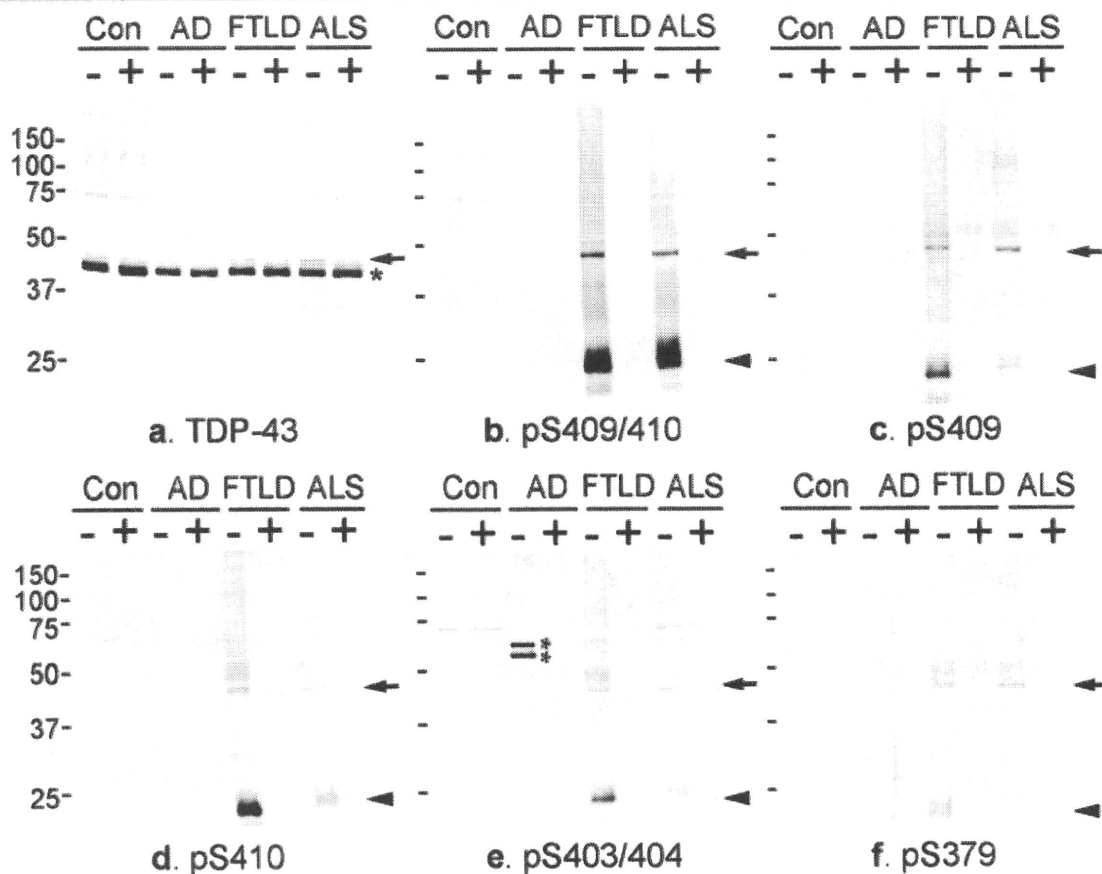 Con AD FTLD ALS Con AD FTLD ALS Con AD FTLD ALS
- + - + - + - + - + - + - + - + - + - + - + - +
150-
100-
75-
50-
37-
25-
*
a. TDP-43 b. pS409/410 c. pS409
Con AD FTLD ALS Con AD FTLD ALS Con AD FTLD ALS
- + - + - + - + - + - + - + - + - + - + - + - +
150-
100-
75-
50-
37-
25-
*
*
d. pS410 e. pS403/404 f. pS379